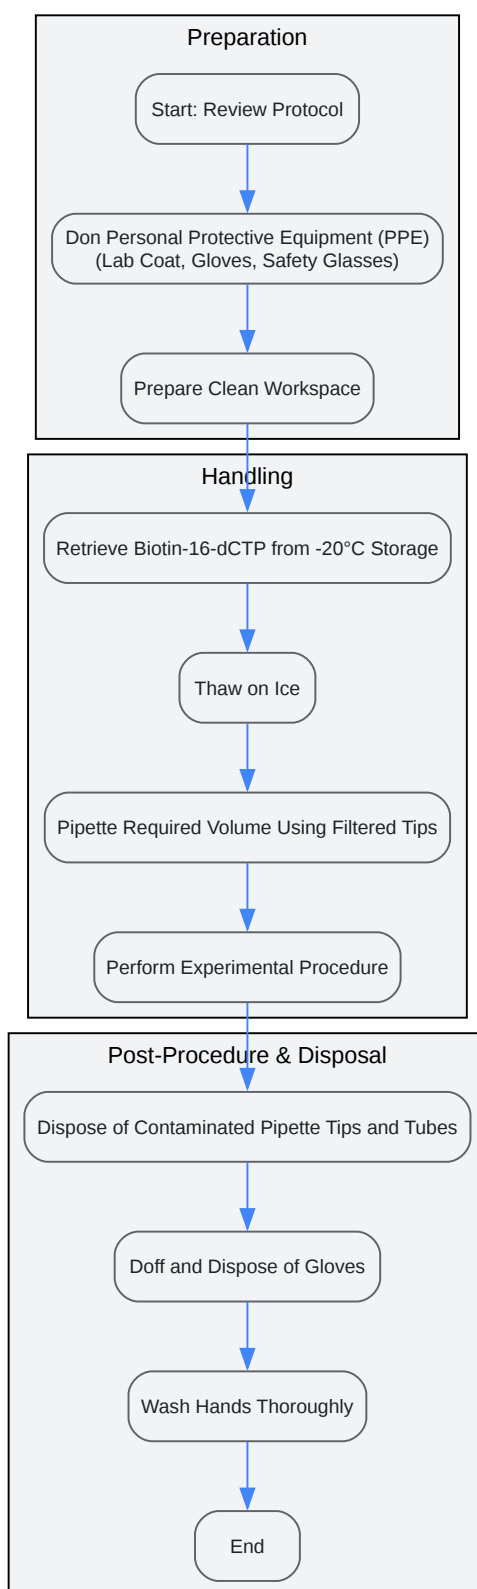 Preparation
Start: Review Protocol
Don Personal Protective Equipment (PPE)
(Lab Coat, Gloves, Safety Glasses)
Prepare Clean Workspace
Handling
Retrieve Biotin-16-dCTP from -20°C Storage
Thaw on Ice
Pipette Required Volume Using Filtered Tips
Perform Experimental Procedure
Post-Procedure & Disposal
Dispose of Contaminated Pipette Tips and Tubes
Doff and Dispose of Gloves
Wash Hands Thoroughly
End